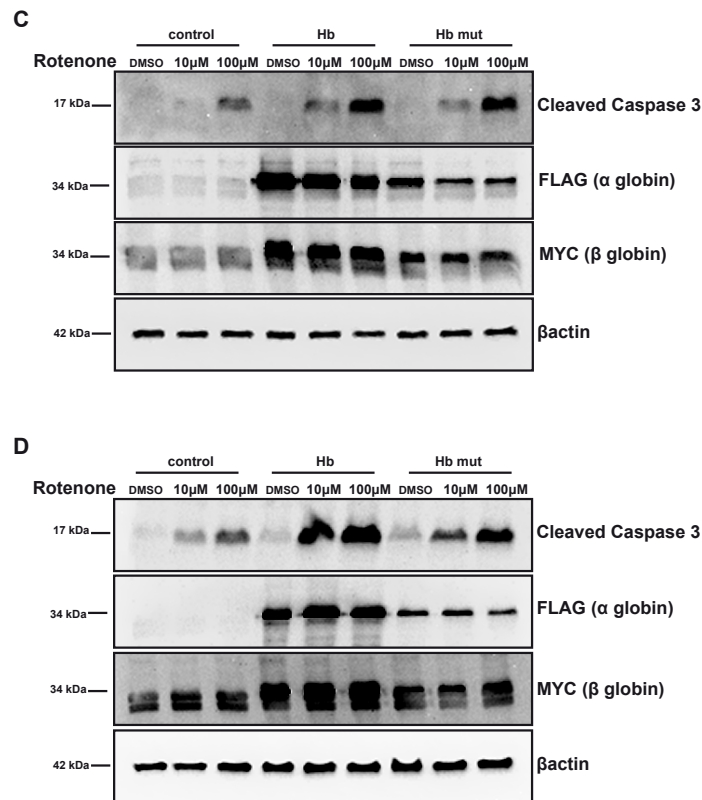 C
control Hb Hb mut
Rotenone DMSO 10μM 100μM DMSO 10μM 100μM DMSO 10μM 100μM
17 kDa Cleaved Caspase 3
34 kDa FLAG (α globin)
34 kDa MYC (β globin)
42 kDa βactin
D
control Hb Hb mut
Rotenone DMSO 10μM 100μM DMSO 10μM 100μM DMSO 10μM 100μM
17 kDa Cleaved Caspase 3
34 kDa FLAG (α globin)
34 kDa MYC (β globin)
42 kDa βactin